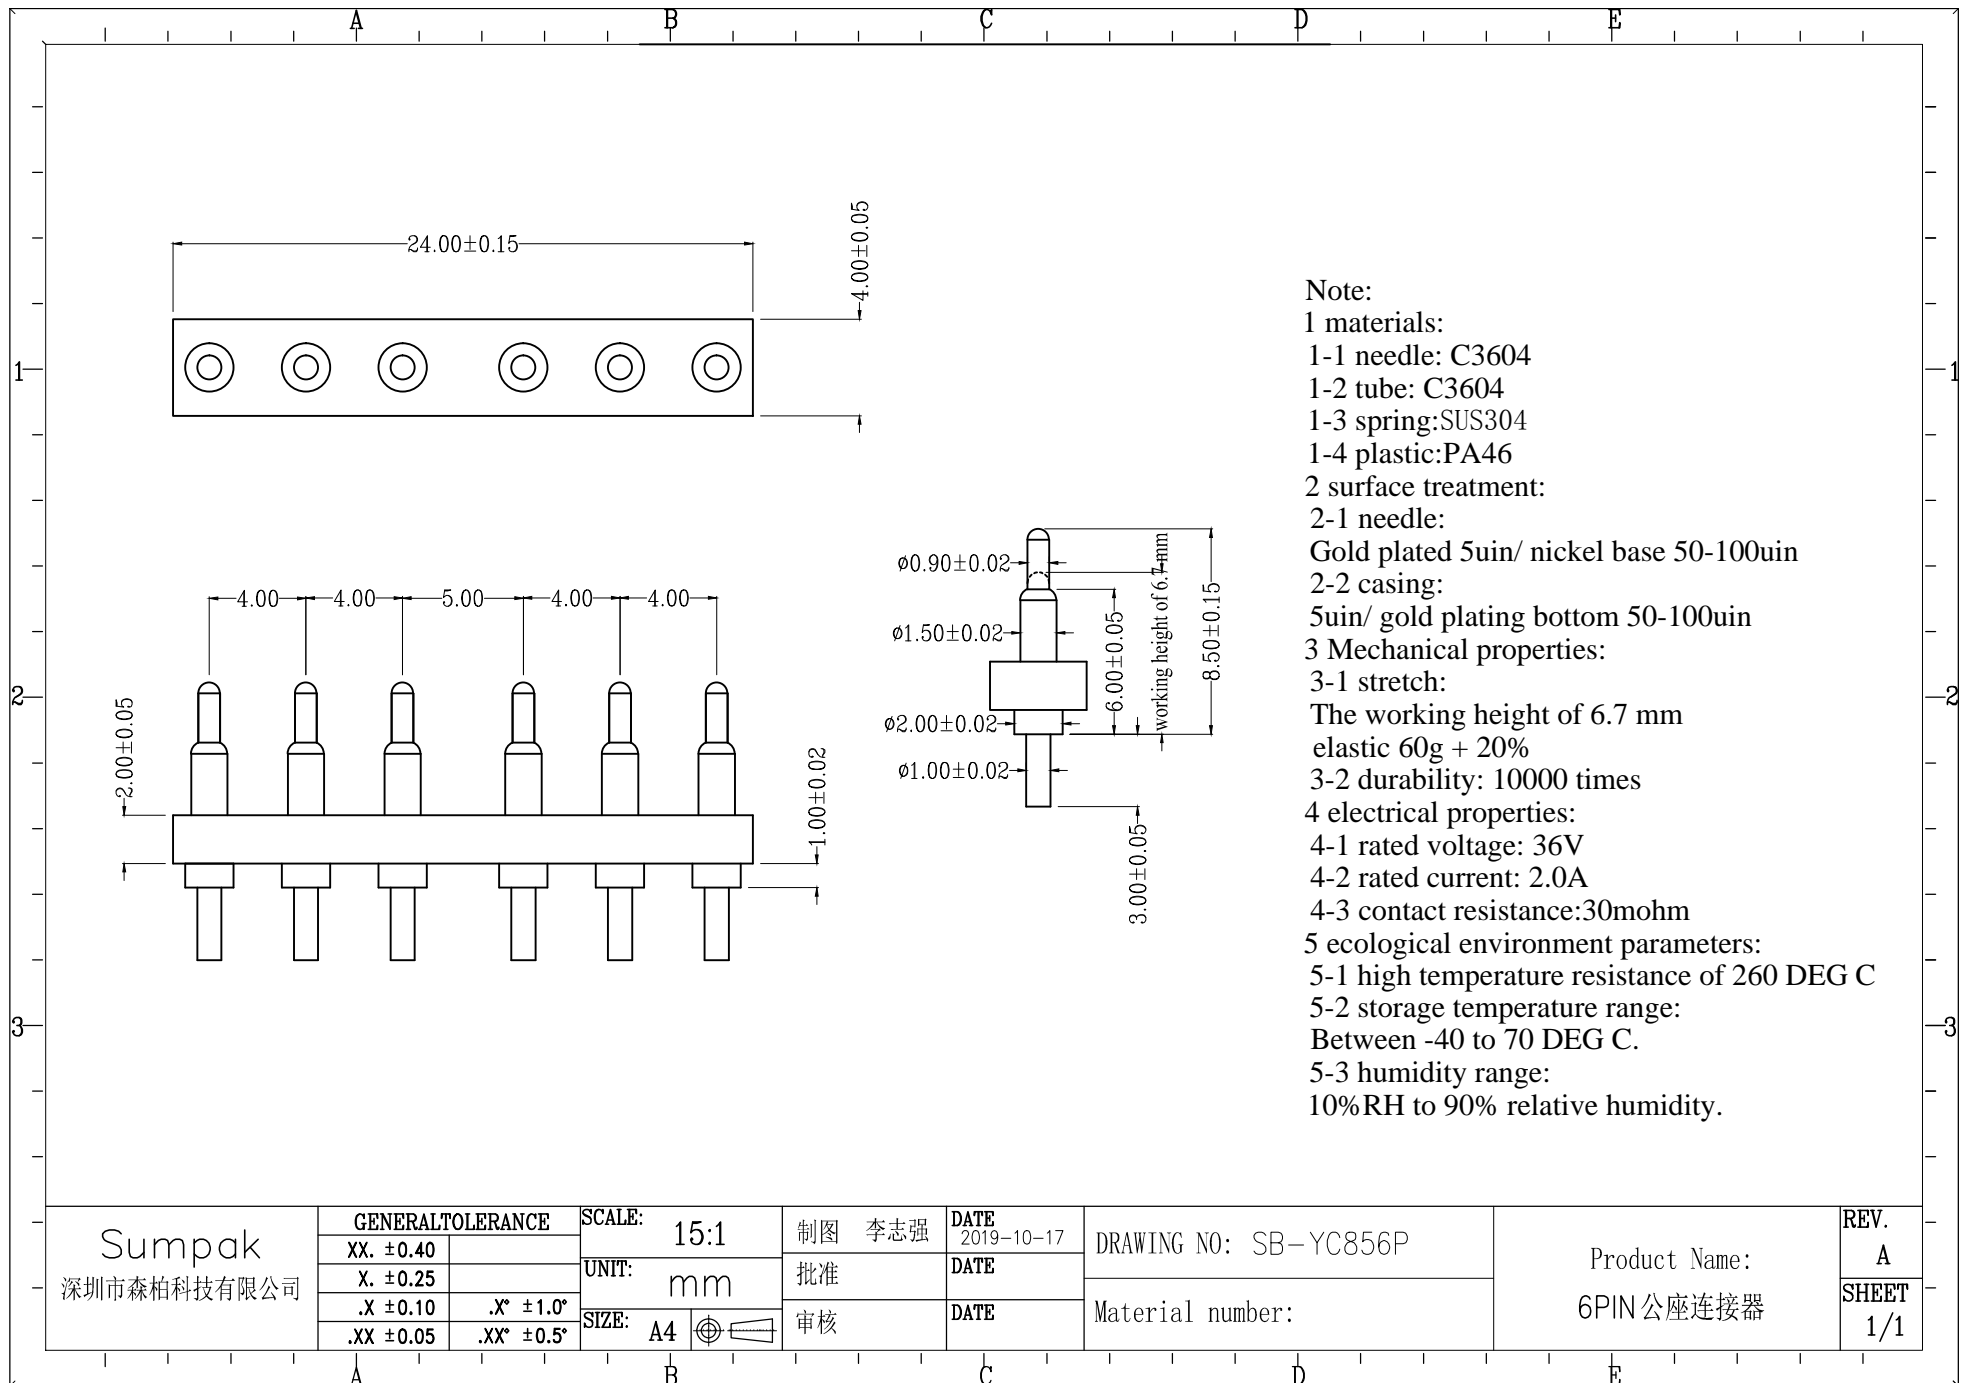 A B C D E
24.00±0.15
4.00±0.05
1 1
Note:
1 materials:
1-1 needle: C3604
1-2 tube: C3604
1-3 spring:SUS304
1-4 plastic:PA46
2 surface treatment:
2-1 needle:
Gold plated 5uin/ nickel base 50-100uin
2-2 casing:
5uin/ gold plating bottom 50-100uin
3 Mechanical properties:
3-1 stretch:
The working height of 6.7 mm
elastic 60g + 20%
3-2 durability: 10000 times
4 electrical properties:
4-1 rated voltage: 36V
4-2 rated current: 2.0A
4-3 contact resistance:30mohm
5 ecological environment parameters:
5-1 high temperature resistance of 260 DEG C
5-2 storage temperature range:
Between -40 to 70 DEG C.
5-3 humidity range:
10%RH to 90% relative humidity.
4.00 4.00 5.00 4.00 4.00
2.00±0.05
1.00±0.02
ø0.90±0.02
ø1.50±0.02
ø2.00±0.02
ø1.00±0.02
6.00±0.05
working height of 6.7 mm
8.50±0.15
3.00±0.05
2 2
3 3
Sumpak
深圳市森柏科技有限公司
GENERALTOLERANCE
XX. ±0.40
X. ±0.25
.X ±0.10 .X° ±1.0°
.XX ±0.05 .XX° ±0.5°
SCALE: 15:1
UNIT: mm
SIZE: A4
制图 李志强 DATE 2019-10-17
批准 DATE
审核 DATE
DRAWING NO: SB-YC856P
Material number:
Product Name:
6PIN公座连接器
REV.
A
SHEET
1/1
A B C D E